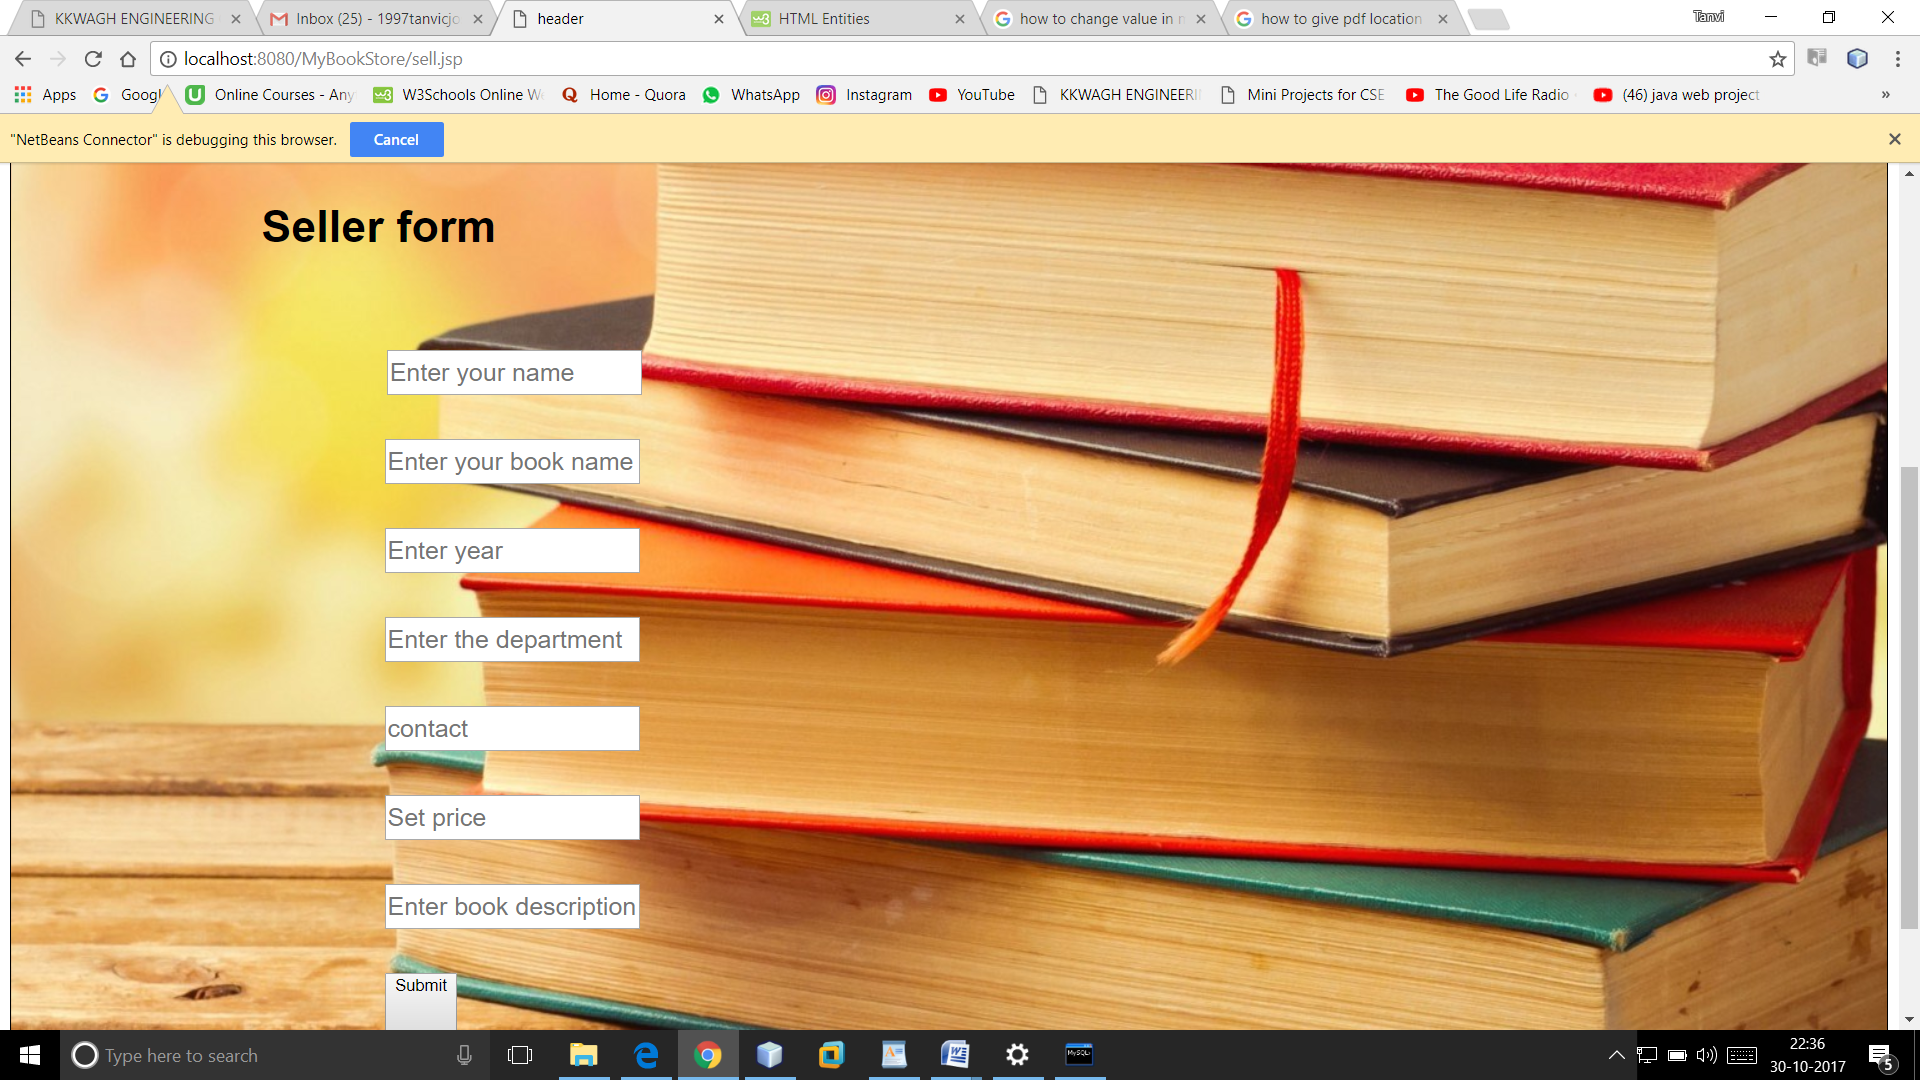 KKWAGH ENGINEERING
Inbox (25) - 1997tanvicjo
header
HTML Entities
how to change value in n
how to give pdf location
Tanvi
localhost:8080/MyBookStore/sell.jsp
Apps
Googl
Online Courses - Any
W3Schools Online We
Home - Quora
WhatsApp
Instagram
YouTube
KKWAGH ENGINEERIN
Mini Projects for CSE
The Good Life Radio
(46) java web project
»
"NetBeans Connector" is debugging this browser.
Cancel
Seller form
Enter your name
Enter your book name
Enter year
Enter the department
contact
Set price
Enter book description
Submit
Type here to search
MySQL
22:36
30-10-2017
5